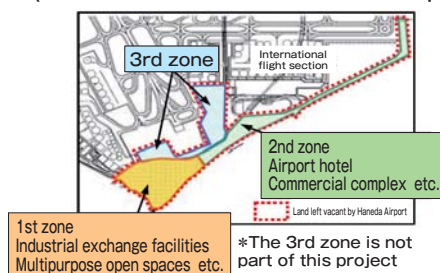 3rd zone
International
flight section
2nd zone
Airport hotel
Commercial complex etc.
Land left vacant by Haneda Airport
1st zone
Industrial exchange facilities
Multipurpose open spaces etc.
*The 3rd zone is not
part of this project